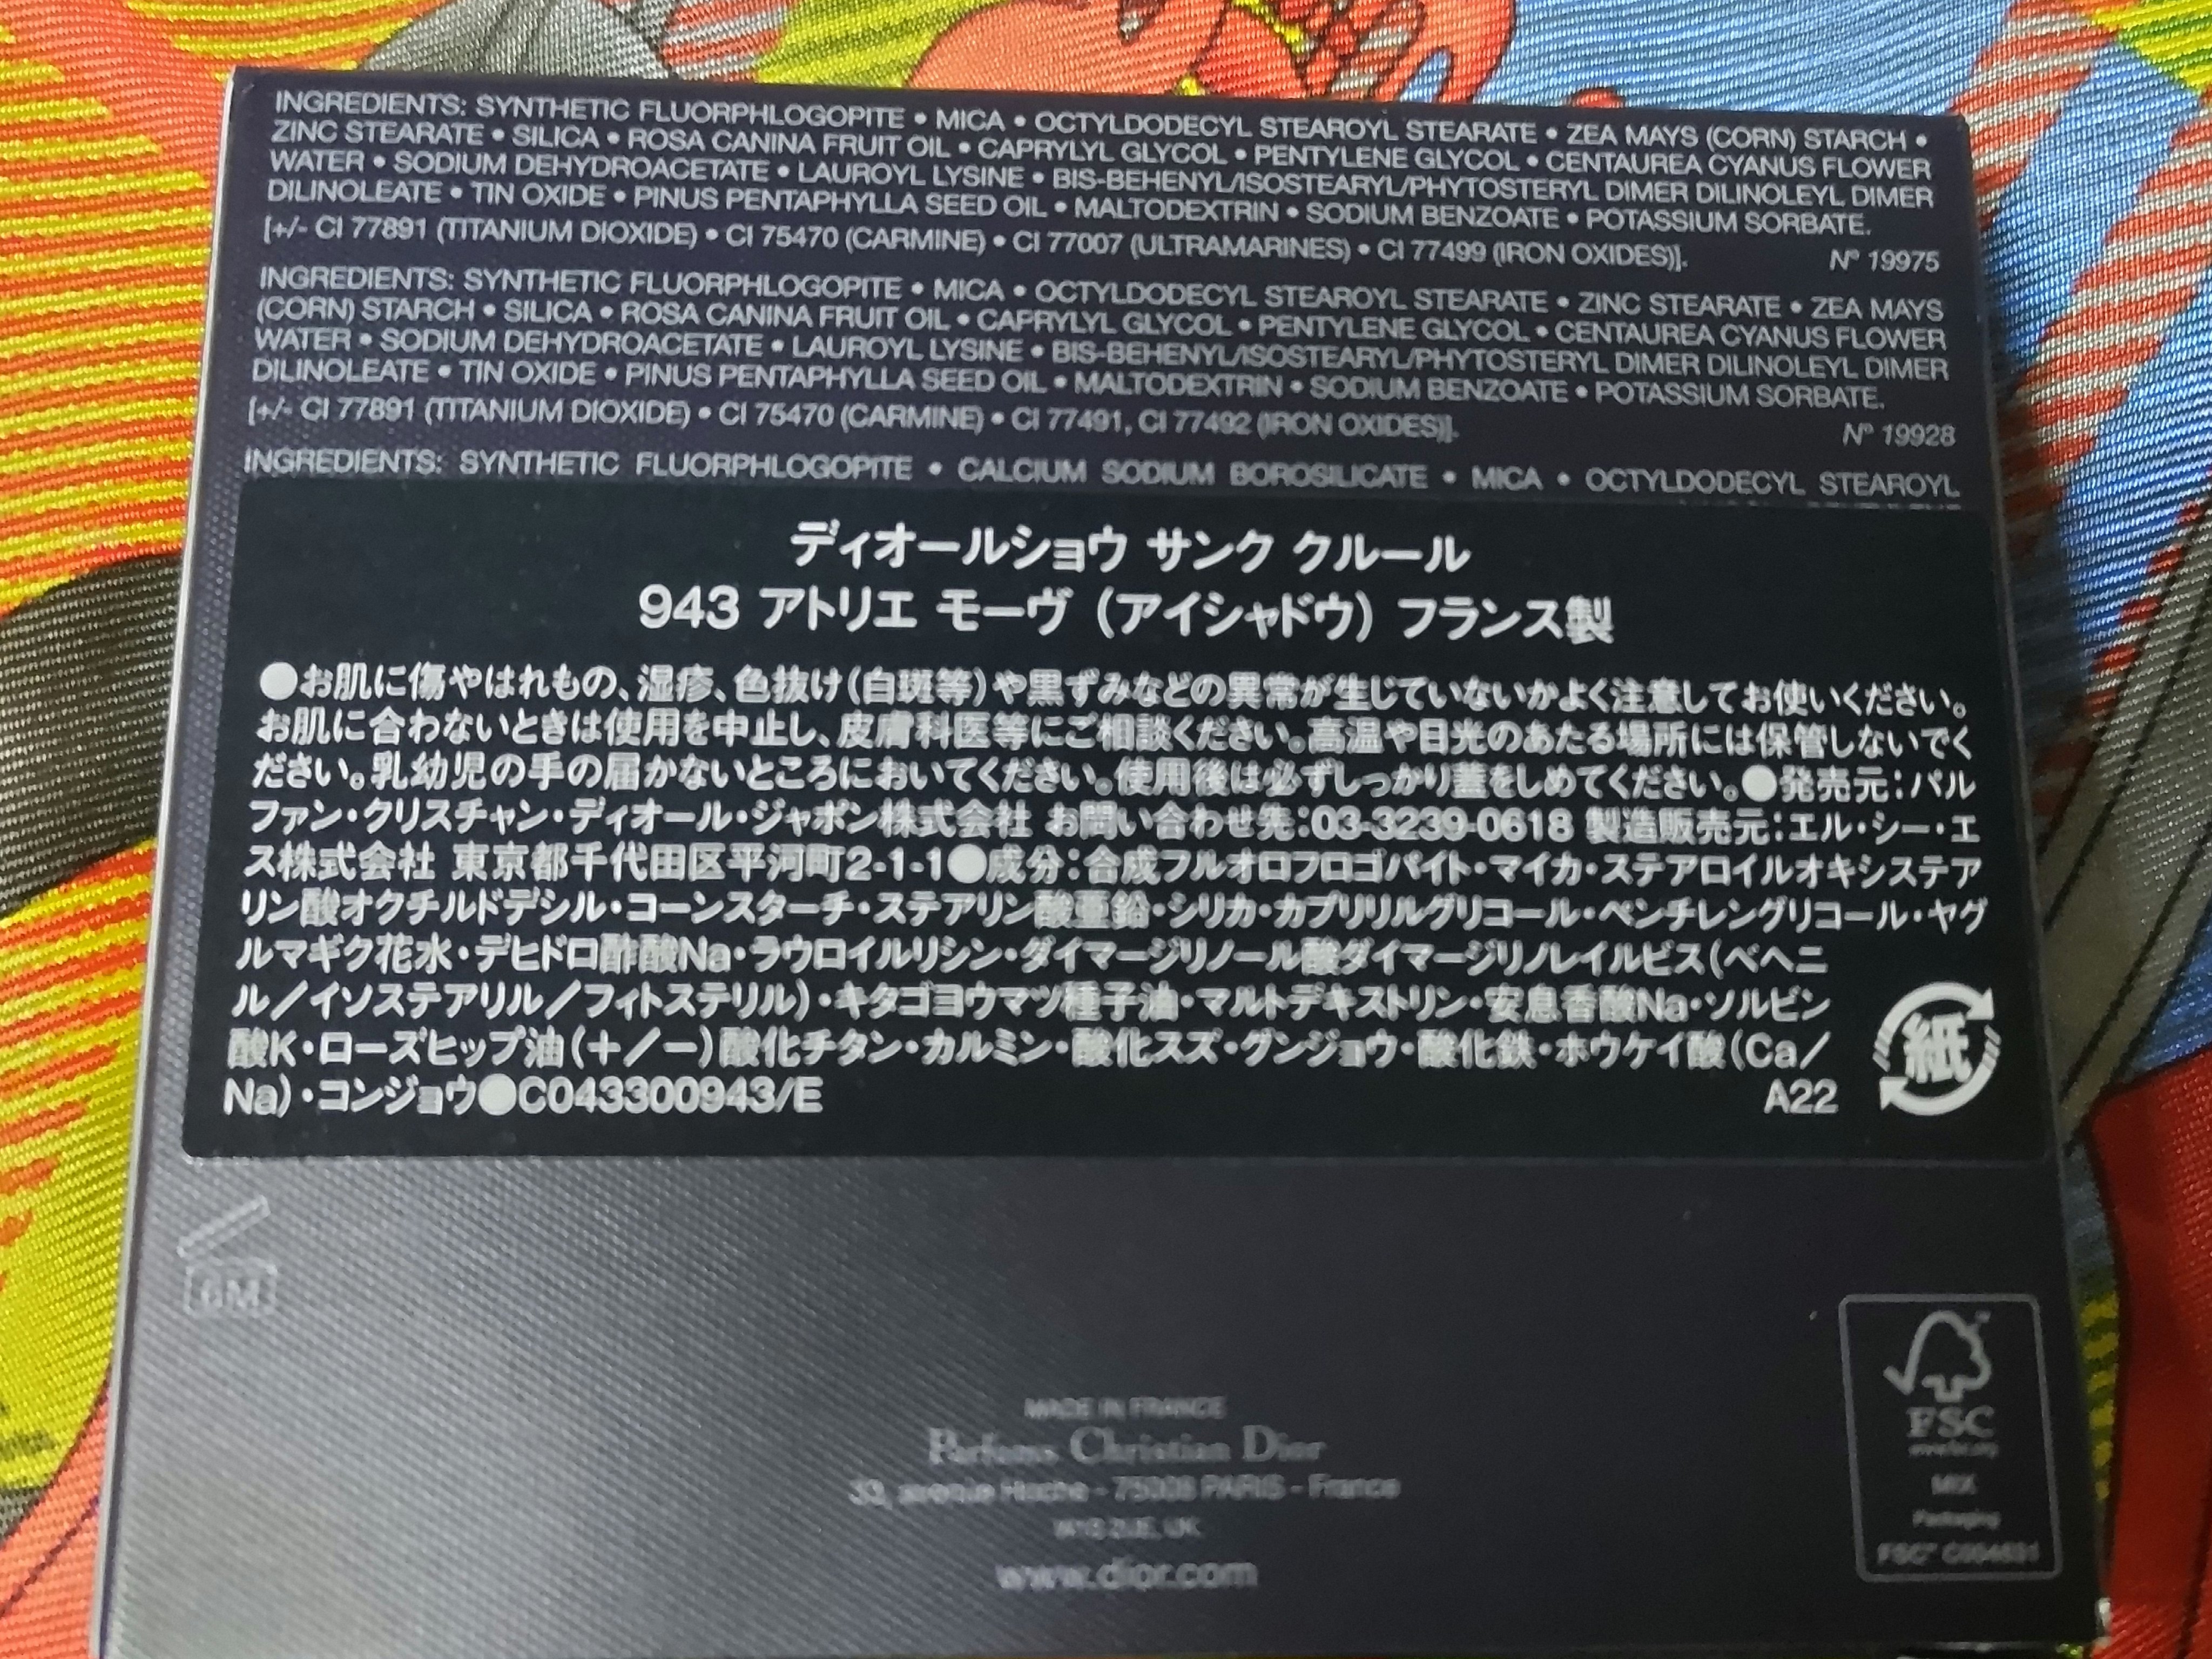 INGREDIENTS: SYNTHETIC FLUORPHLOGOPITE • MICA • OCTYLDODECYL STEAROYL STEARATE • ZEA MAYS (CORN) STARCH •
ZINC STEARATE • SILICA • ROSA CANINA FRUIT OIL • CAPRYLYL GLYCOL • PENTYLENE GLYCOL • CENTAUREA CYANUS FLOWER
WATER • SODIUM DEHYDROACETATE • LAUROYL LYSINE • BIS-BEHENYL/ISOSTEARYL/PHYTOSTERYL DIMER DILINOLEYL DIMER
DILINOLEATE • TIN OXIDE • PINUS PENTAPHYLLA SEED OIL • MALTODEXTRIN • SODIUM BENZOATE • POTASSIUM SORBATE.
[+/- CI 77891 (TITANIUM DIOXIDE) • CI 75470 (CARMINE) • CI 77007 (ULTRAMARINES) • CI 77499 (IRON OXIDES)]. N° 19975
INGREDIENTS: SYNTHETIC FLUORPHLOGOPITE • MICA • OCTYLDODECYL STEAROYL STEARATE • ZINC STEARATE • ZEA MAYS
(CORN) STARCH • SILICA • ROSA CANINA FRUIT OIL • CAPRYLYL GLYCOL • PENTYLENE GLYCOL • CENTAUREA CYANUS FLOWER
WATER • SODIUM DEHYDROACETATE • LAUROYL LYSINE • BIS-BEHENYL/ISOSTEARYL/PHYTOSTERYL DIMER DILINOLEYL DIMER
DILINOLEATE • TIN OXIDE • PINUS PENTAPHYLLA SEED OIL • MALTODEXTRIN • SODIUM BENZOATE • POTASSIUM SORBATE.
[+/- CI 77891 (TITANIUM DIOXIDE) • CI 75470 (CARMINE) • CI 77491, CI 77492 (IRON OXIDES)]. N° 19928
INGREDIENTS: SYNTHETIC FLUORPHLOGOPITE • CALCIUM SODIUM BOROSILICATE • MICA • OCTYLDODECYL STEAROYL
ディオールショウ サンク クルール
943 アトリエ モーヴ（アイシャドウ）フランス製
●お肌に傷やはれもの、湿疹、色抜け（白斑等）や黒ずみなどの異常が生じていないかよく注意してお使いください。
お肌に合わないときは使用を中止し、皮膚科医等にご相談ください。高温や日光のあたる場所には保管しないでく
ださい。乳幼児の手の届かないところにおいてください。使用後は必ずしっかり蓋をしめてください。●発売元：パル
ファン・クリスチャン・ディオール・ジャポン株式会社 お問い合わせ先：03-3239-0618 製造販売元：エル・シー・エ
ス株式会社 東京都千代田区平河町2-1-1●成分：合成フルオロフロゴパイト・マイカ・ステアロイルオキシステア
リン酸オクチルドデシル・コーンスターチ・ステアリン酸亜鉛・シリカ・カプリリルグリコール・ペンチレングリコール・ヤグ
ルマギク花水・デヒドロ酢酸Na・ラウロイルリシン・ダイマージリノール酸ダイマージリノレイルビス（ベヘニ
ル／イソステアリル／フィトステリル）・キタゴヨウマツ種子油・マルトデキストリン・安息香酸Na・ソルビン
酸K・ローズヒップ油（＋／－）酸化チタン・カルミン・酸化スズ・グンジョウ・酸化鉄・ホウケイ酸（Ca／
Na）・コンジョウ●C043300943/E A22
紙
6M
MADE IN FRANCE
Parfums Christian Dior
33, avenue Hoche - 75008 PARIS - France
www.dior.com
FSC
MIX
Packaging